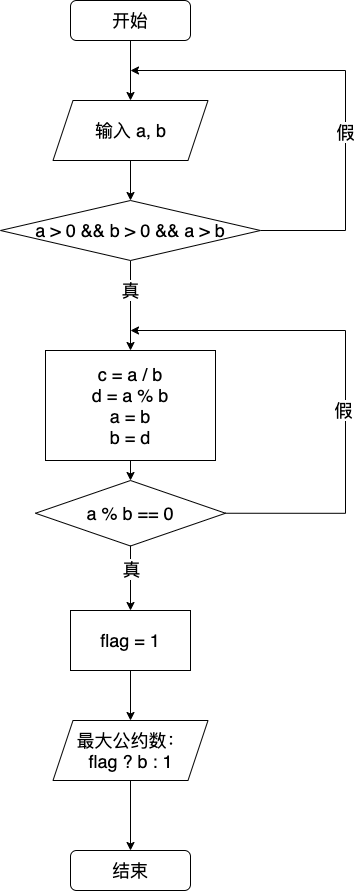 开始
输入 a, b
假
a > 0 && b > 0 && a > b
真
c = a / b
d = a % b
a = b
b = d
假
a % b == 0
真
flag = 1
最大公约数：
flag ? b : 1
结束